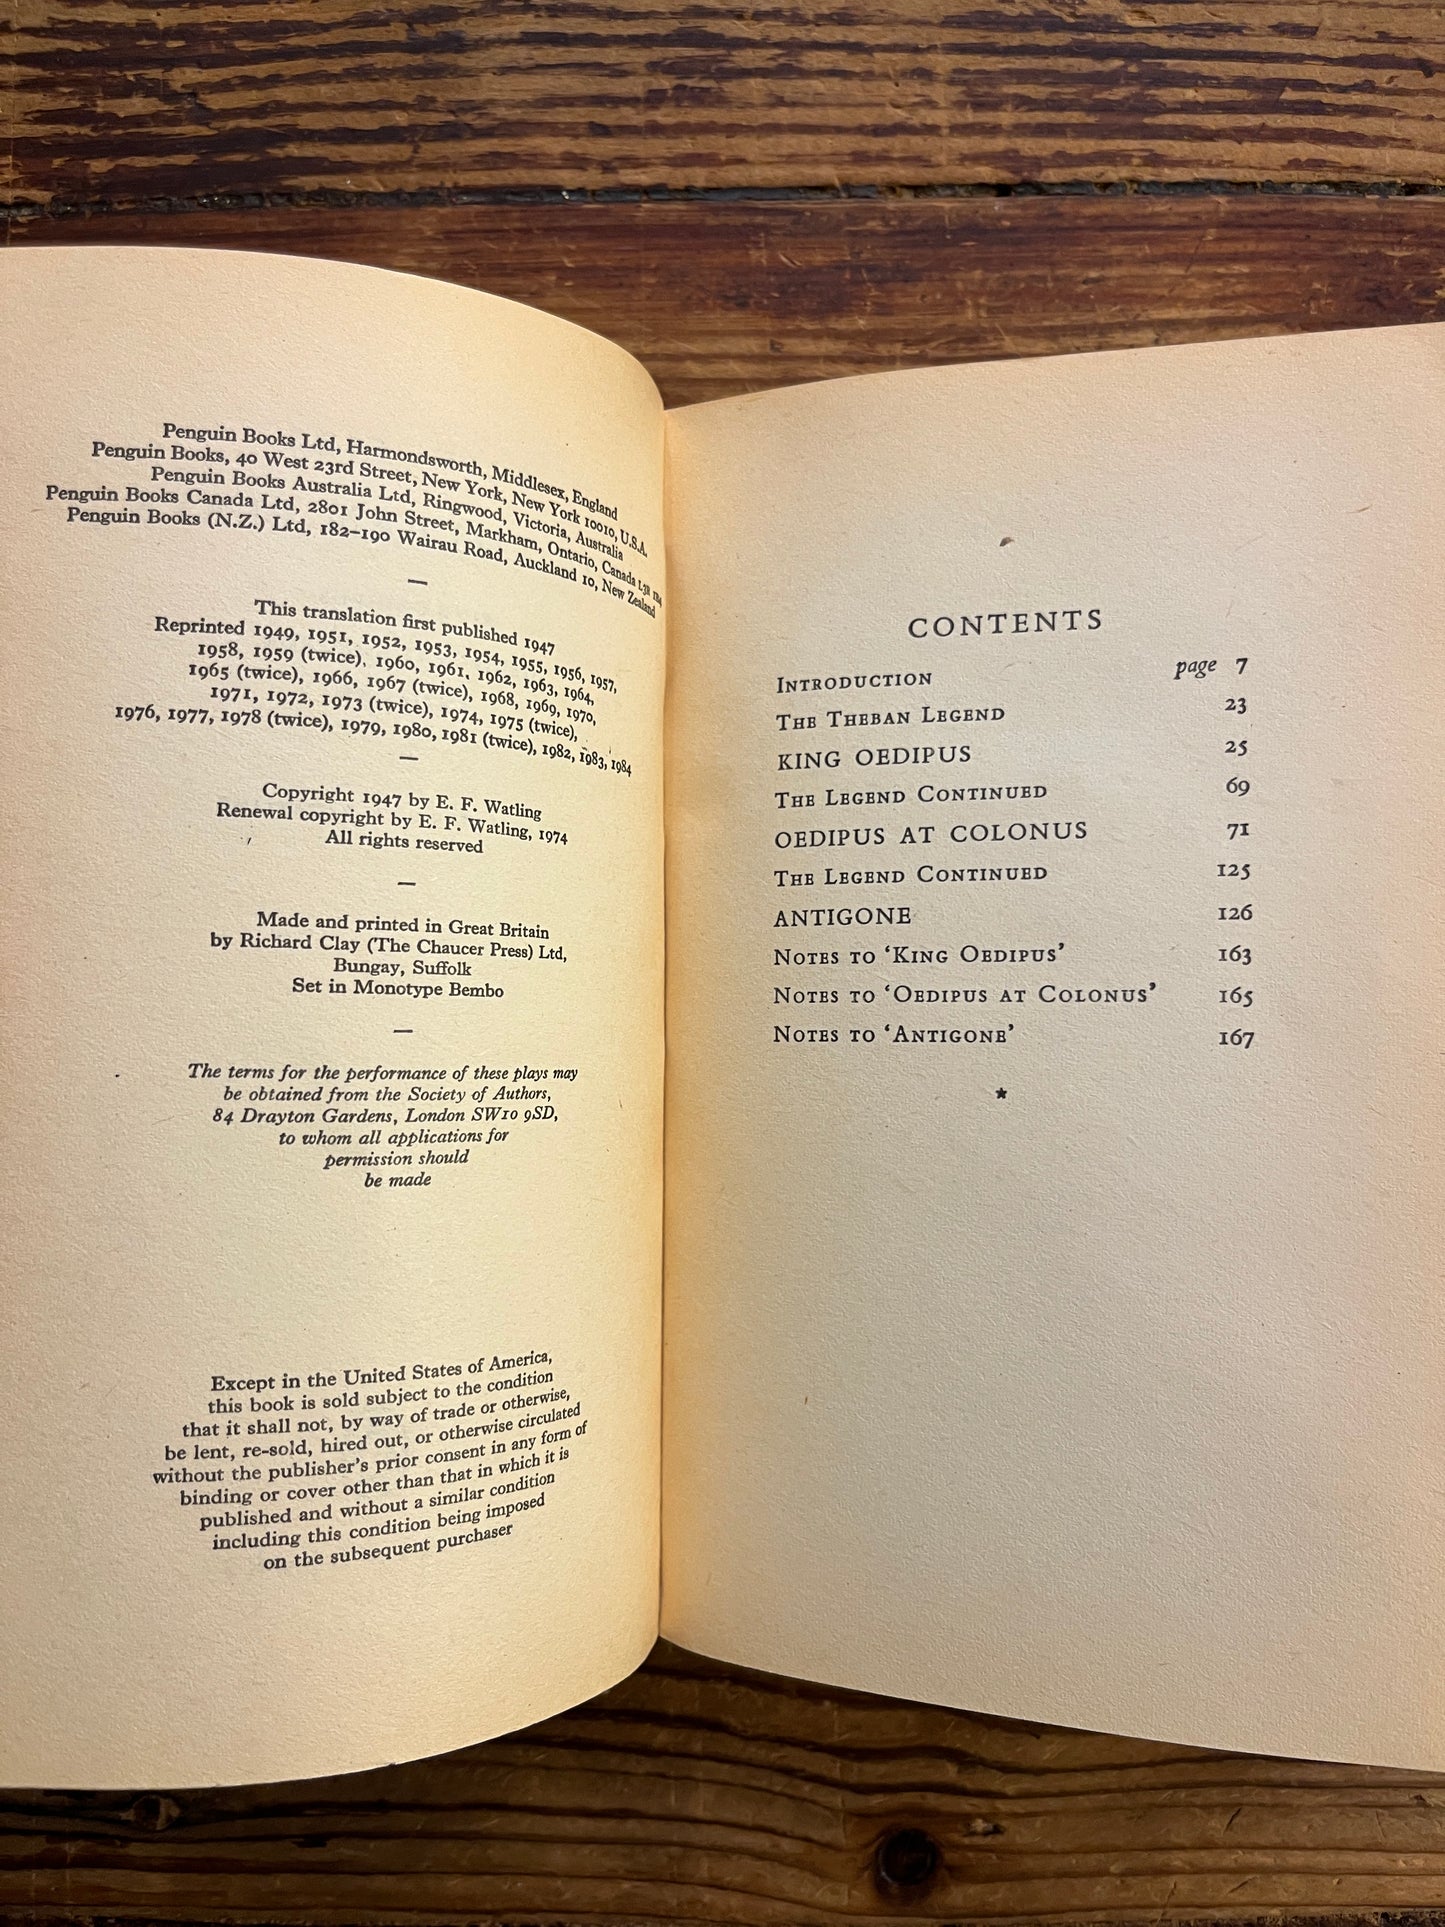 Penguin Books Ltd, Harmondsworth, Middlesex, England
Penguin Books, 40 West 23rd Street, New York, New York 10010, U.S.A.
Penguin Books Australia Ltd, Ringwood, Victoria, Australia
Penguin Books Canada Ltd, 2801 John Street, Markham, Ontario, Canada L3R 1B4
Penguin Books (N.Z.) Ltd, 182–190 Wairau Road, Auckland 10, New Zealand
—
This translation first published 1947
Reprinted 1949, 1951, 1952, 1953, 1954, 1955, 1956, 1957,
1958, 1959 (twice), 1960, 1961, 1962, 1963, 1964,
1965 (twice), 1966, 1967 (twice), 1968, 1969, 1970,
1971, 1972, 1973 (twice), 1974, 1975 (twice),
1976, 1977, 1978 (twice), 1979, 1980, 1981 (twice), 1982, 1983, 1984
—
Copyright 1947 by E. F. Watling
Renewal copyright by E. F. Watling, 1974
All rights reserved
—
Made and printed in Great Britain
by Richard Clay (The Chaucer Press) Ltd,
Bungay, Suffolk
Set in Monotype Bembo
—
The terms for the performance of these plays may
be obtained from the Society of Authors,
84 Drayton Gardens, London SW10 9SD,
to whom all applications for
permission should
be made
Except in the United States of America,
this book is sold subject to the condition
that it shall not, by way of trade or otherwise,
be lent, re-sold, hired out, or otherwise circulated
without the publisher's prior consent in any form of
binding or cover other than that in which it is
published and without a similar condition
including this condition being imposed
on the subsequent purchaser
CONTENTS
Introduction page 7
The Theban Legend 23
KING OEDIPUS 25
The Legend Continued 69
OEDIPUS AT COLONUS 71
The Legend Continued 125
ANTIGONE 126
Notes to ‘King Oedipus’ 163
Notes to ‘Oedipus at Colonus’ 165
Notes to ‘Antigone’ 167
*